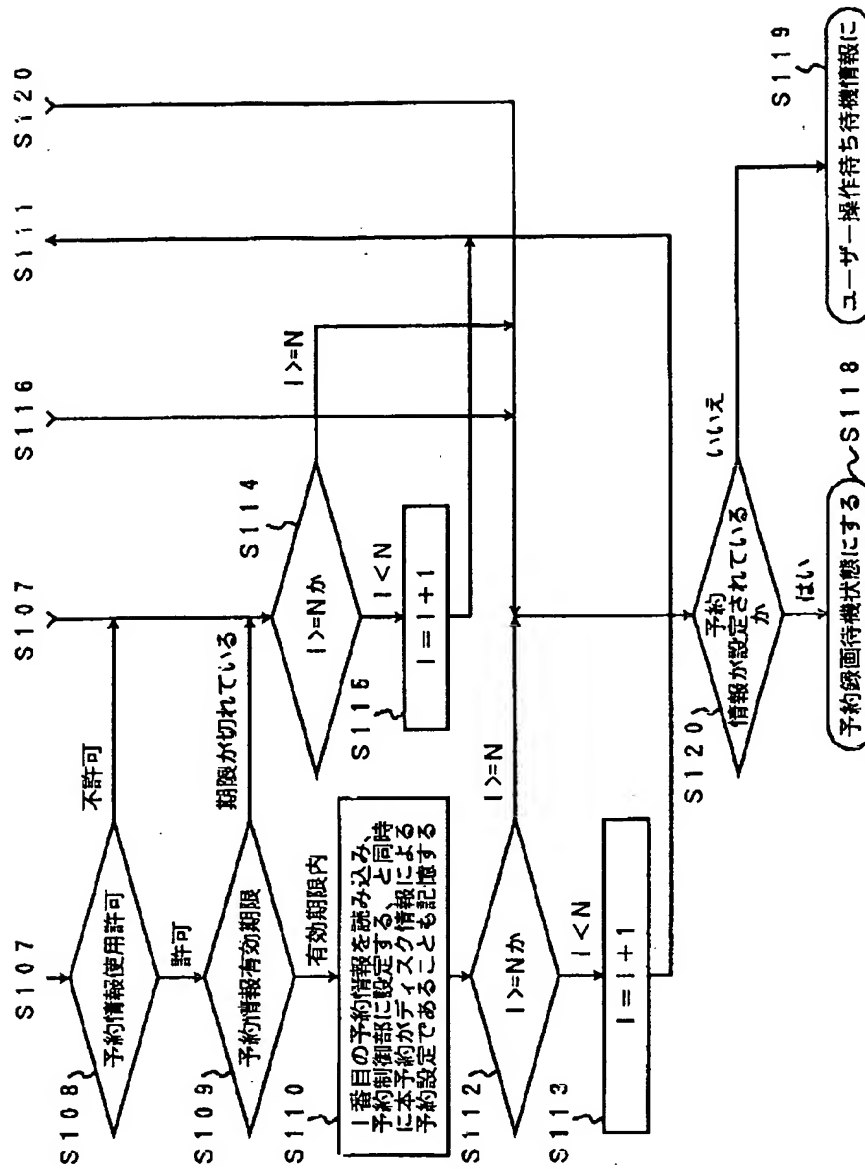 S107
S107
S116
S111
S120
S108
予約情報使用許可
不許可
許可
S109
予約情報有効期限
期限が切れている
有効期限内
S110
I番目の予約情報を読み込み、
予約制御部に設定する、と同時
に本予約がディスク情報による
予約設定であることも記憶する
S112
I>=Nか
I>=N
I<N
S113
I=I+1
S114
I>=Nか
I>=N
I<N
S115
I=I+1
S120
予約
情報が設定されている
か
いいえ
はい
予約録画待機状態にする
S118
S119
ユーザー操作待ち待機情報に